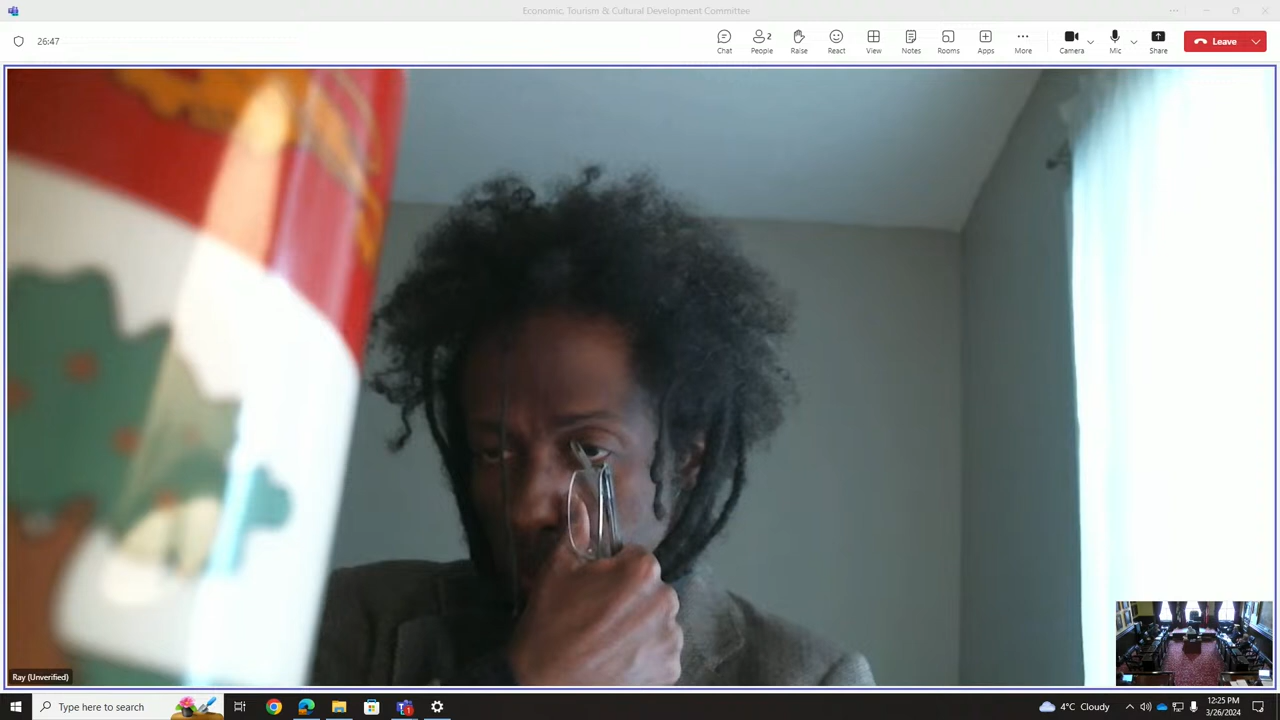 Economic, Tourism & Cultural Development Committee
26:47
Chat
People
2
Raise
React
View
Notes
Rooms
Apps
More
Camera
Mic
Share
Leave
Ray (Unverified)
Type here to search
1
4°C Cloudy
12:25 PM
3/26/2024